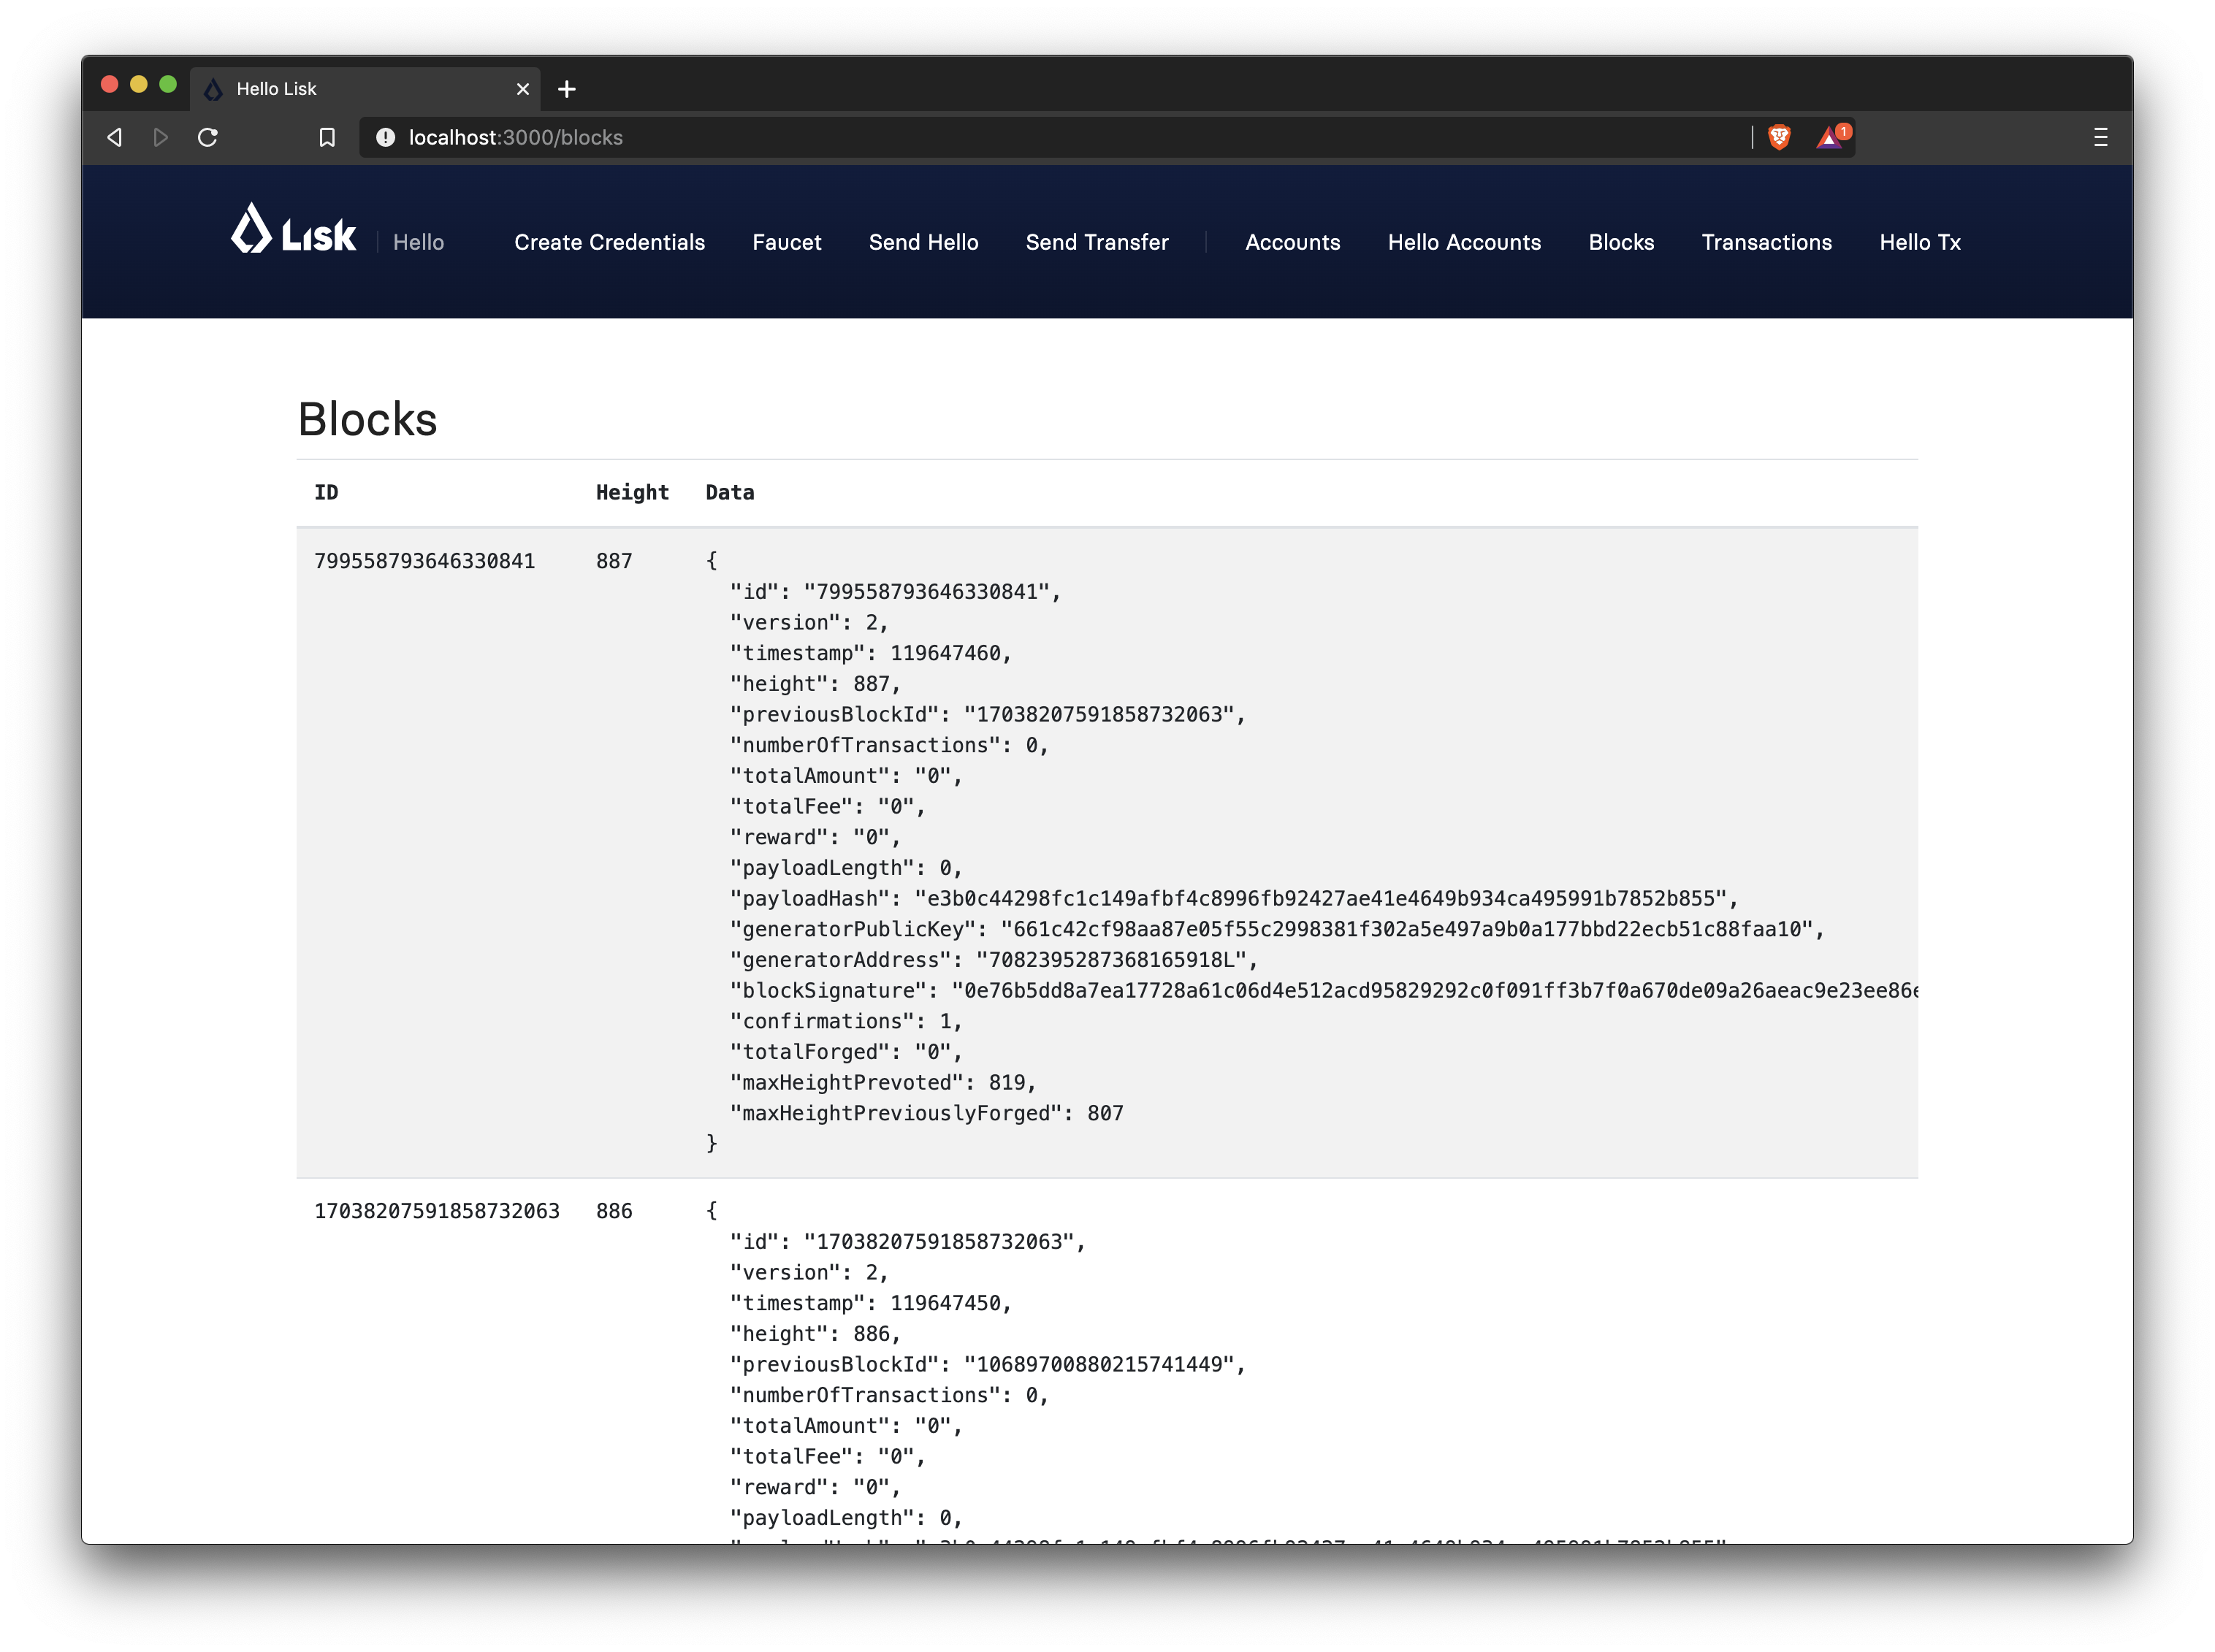 Hello Lisk
localhost:3000/blocks
1
Lisk Hello Create Credentials Faucet Send Hello Send Transfer Accounts Hello Accounts Blocks Transactions Hello Tx
Blocks
ID Height Data
799558793646330841 887 {
"id": "799558793646330841",
"version": 2,
"timestamp": 119647460,
"height": 887,
"previousBlockId": "17038207591858732063",
"numberOfTransactions": 0,
"totalAmount": "0",
"totalFee": "0",
"reward": "0",
"payloadLength": 0,
"payloadHash": "e3b0c44298fc1c149afbf4c8996fb92427ae41e4649b934ca495991b7852b855",
"generatorPublicKey": "661c42cf98aa87e05f55c2998381f302a5e497a9b0a177bbd22ecb51c88faa10",
"generatorAddress": "7082395287368165918L",
"blockSignature": "0e76b5dd8a7ea17728a61c06d4e512acd95829292c0f091ff3b7f0a670de09a26aeac9e23ee86e
"confirmations": 1,
"totalForged": "0",
"maxHeightPrevoted": 819,
"maxHeightPreviouslyForged": 807
}
17038207591858732063 886 {
"id": "17038207591858732063",
"version": 2,
"timestamp": 119647450,
"height": 886,
"previousBlockId": "10689700880215741449",
"numberOfTransactions": 0,
"totalAmount": "0",
"totalFee": "0",
"reward": "0",
"payloadLength": 0,